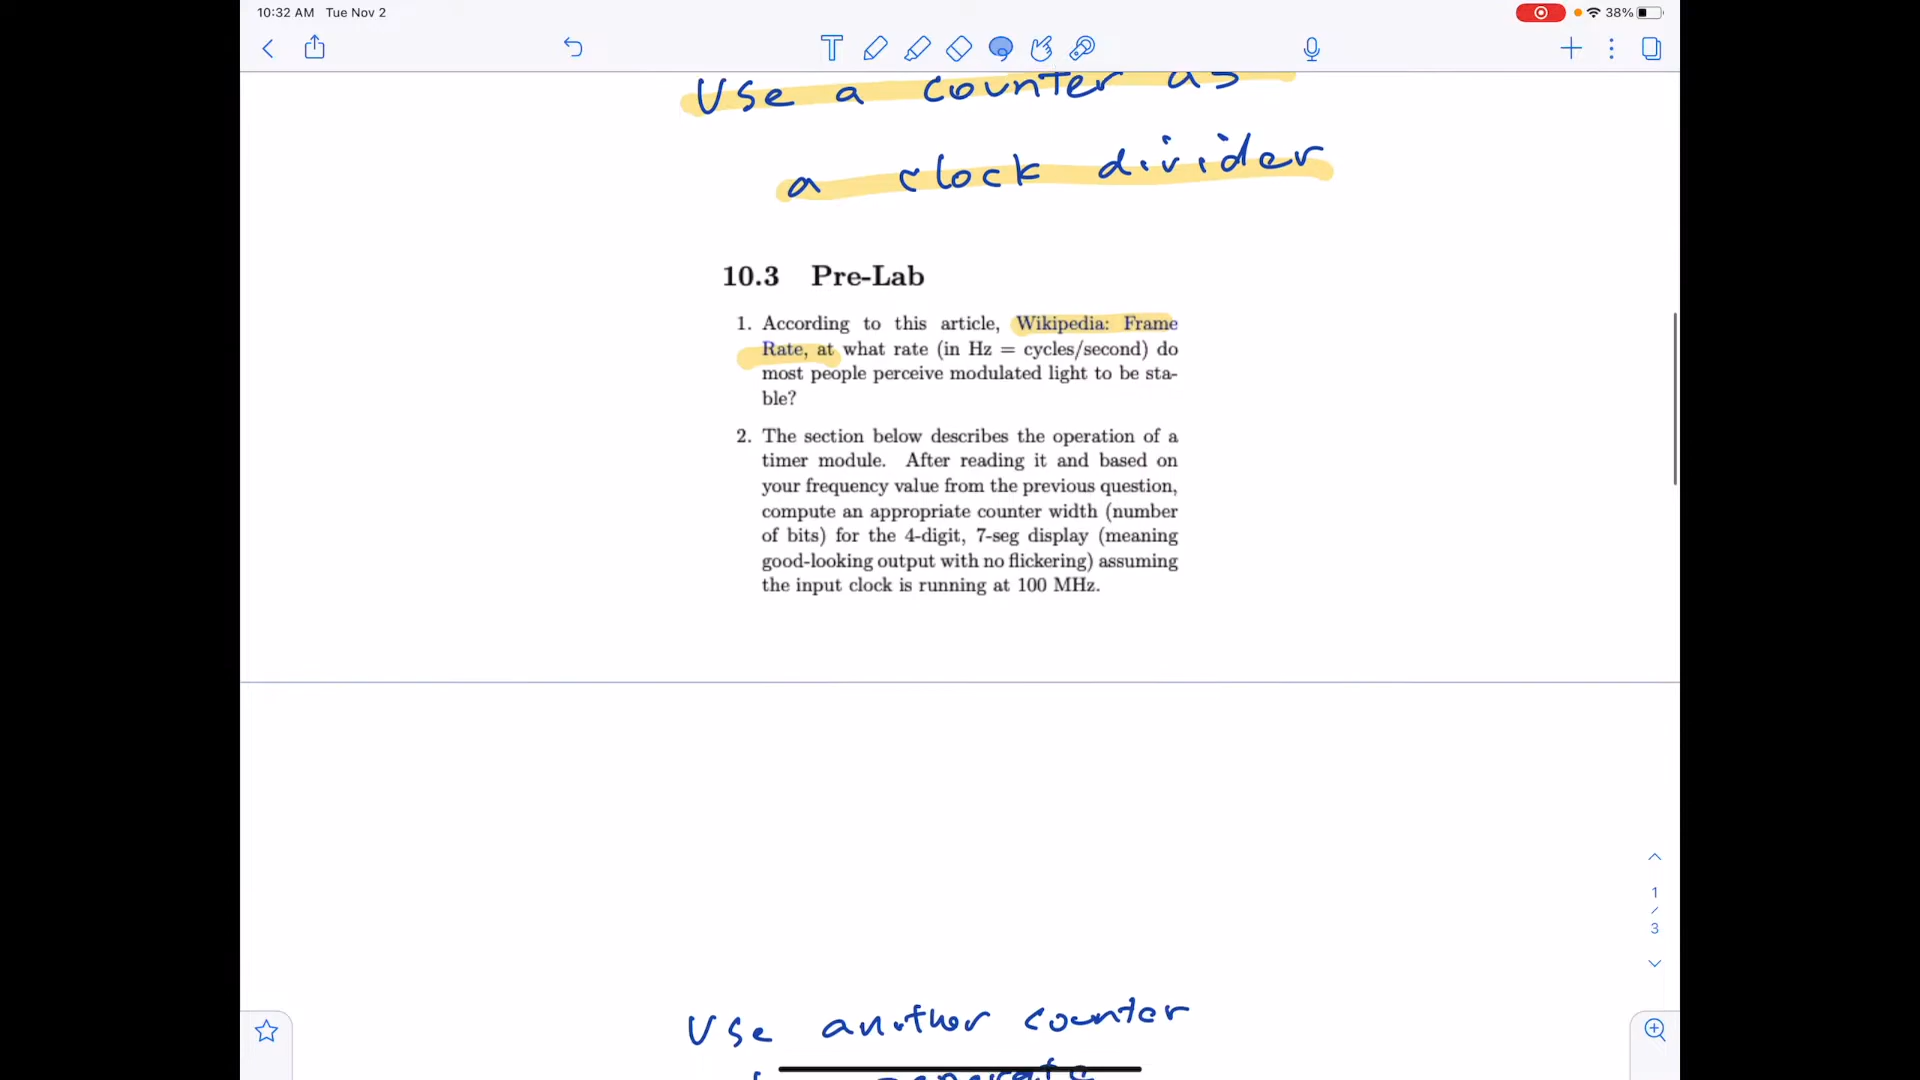 10:32 AM Tue Nov 2
38%
Use a counter as
a clock divider
10.3 Pre-Lab
1. According to this article, Wikipedia: Frame
Rate, at what rate (in Hz = cycles/second) do
most people perceive modulated light to be sta-
ble?
2. The section below describes the operation of a
timer module. After reading it and based on
your frequency value from the previous question,
compute an appropriate counter width (number
of bits) for the 4-digit, 7-seg display (meaning
good-looking output with no flickering) assuming
the input clock is running at 100 MHz.
1
/
3
Use another counter
generate